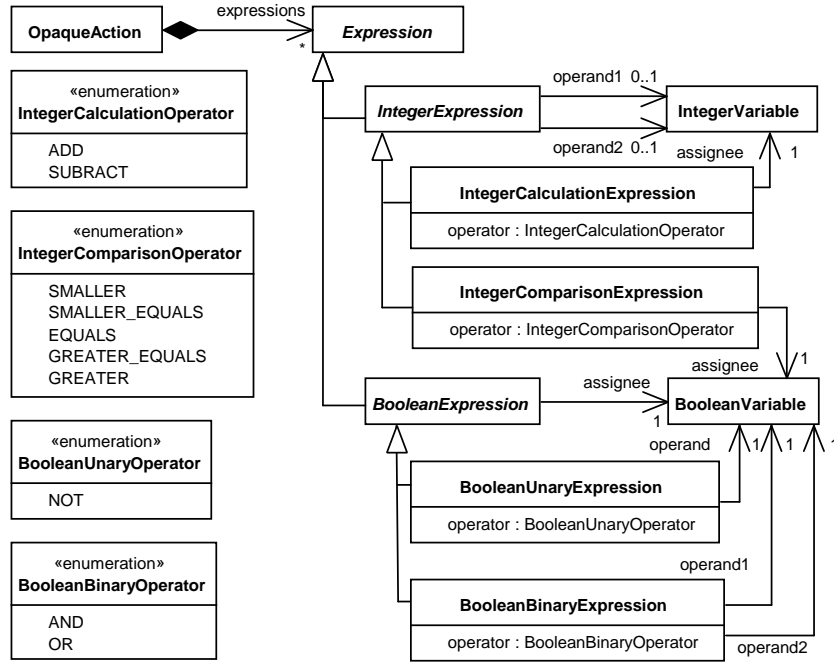 OpaqueAction
expressions
*
Expression
«enumeration»
IntegerCalculationOperator
ADD
SUBRACT
«enumeration»
IntegerComparisonOperator
SMALLER
SMALLER_EQUALS
EQUALS
GREATER_EQUALS
GREATER
«enumeration»
BooleanUnaryOperator
NOT
«enumeration»
BooleanBinaryOperator
AND
OR
IntegerExpression
operand1 0..1
operand2 0..1
IntegerVariable
assignee 1
IntegerCalculationExpression
operator : IntegerCalculationOperator
IntegerComparisonExpression
operator : IntegerComparisonOperator
assignee 1
BooleanExpression
assignee
1
BooleanVariable
operand 1 1 1
BooleanUnaryExpression
operator : BooleanUnaryOperator
operand1
BooleanBinaryExpression
operator : BooleanBinaryOperator
operand2